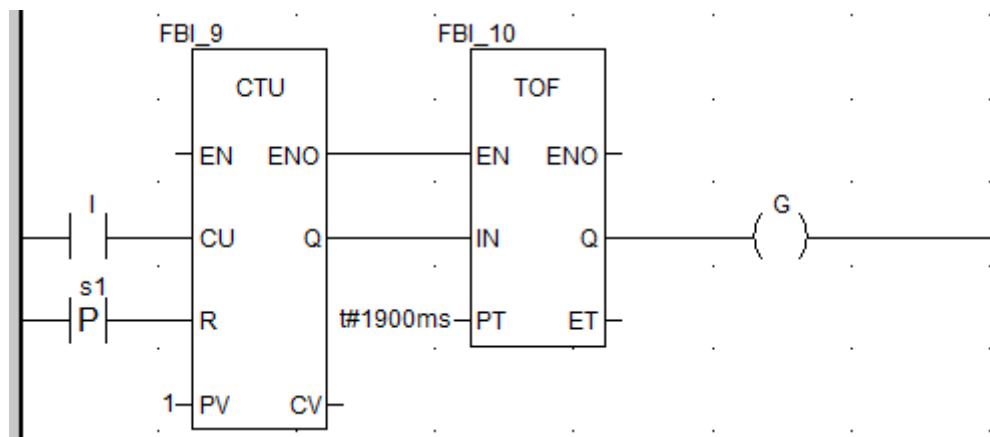 FBI_9 FBI_10
CTU TOF
EN ENO EN ENO
I G
CU Q IN Q
s1
P R t#1900ms PT ET
1 PV CV